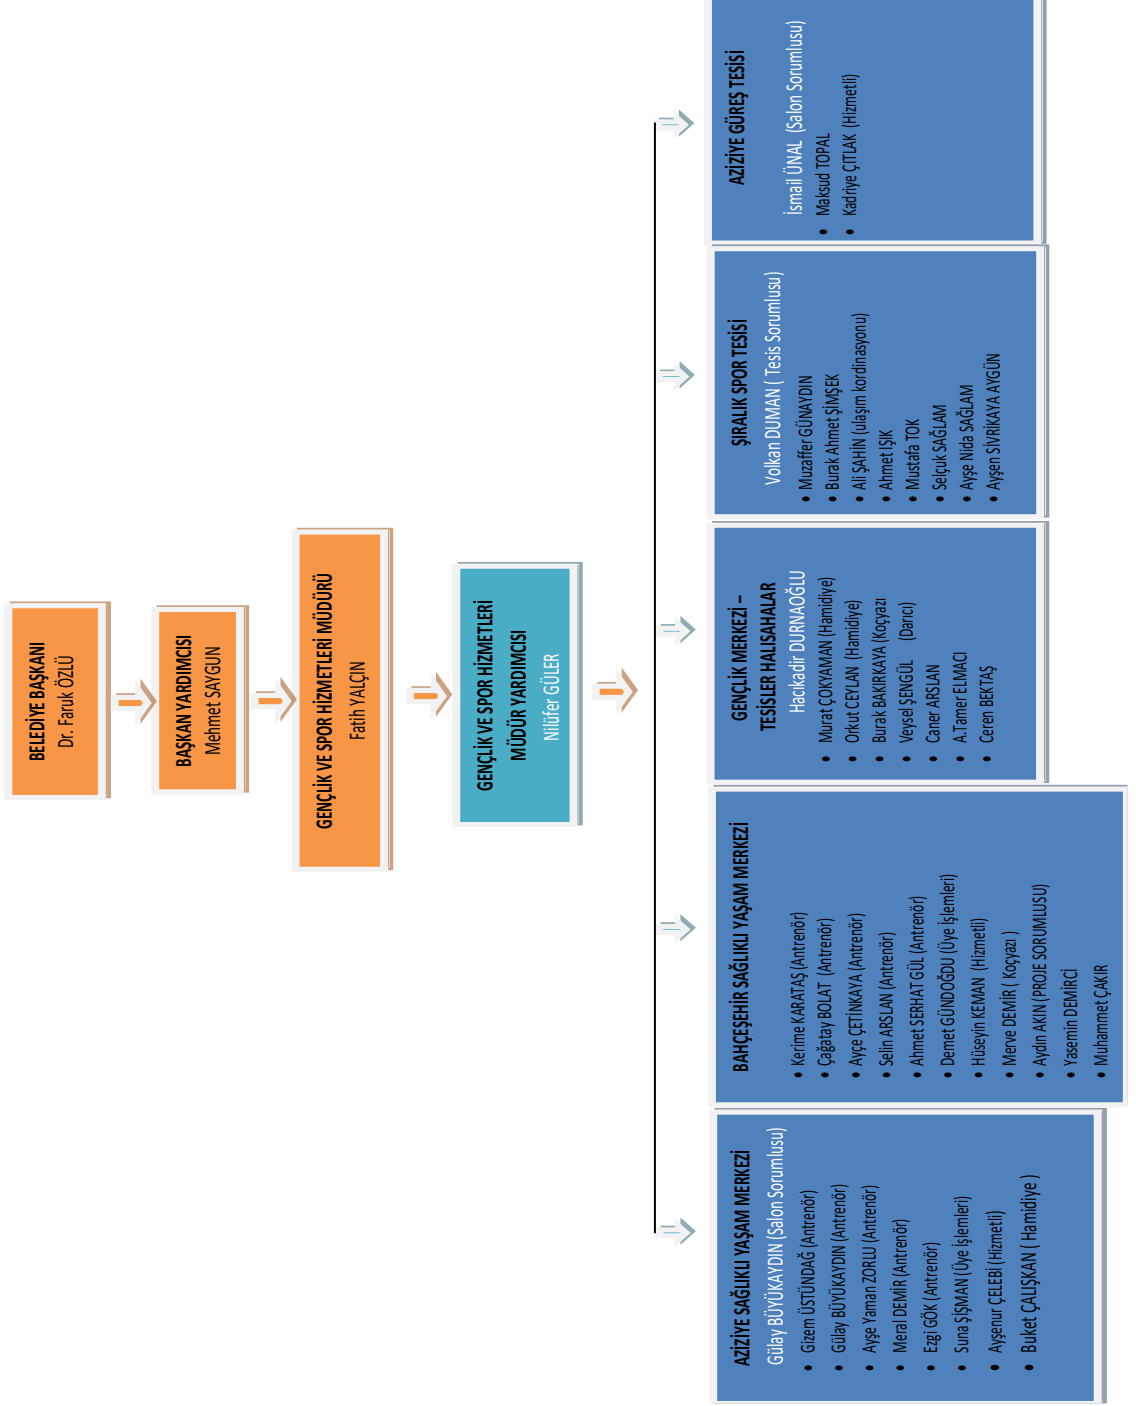 BELEDİYE BAŞKANI
Dr. Faruk ÖZLÜ
BAŞKAN YARDIMCISI
Mehmet SAYGUN
GENÇLİK VE SPOR HİZMETLERİ MÜDÜRÜ
Fatih YALÇIN
GENÇLİK VE SPOR HİZMETLERİ
MÜDÜR YARDIMCISI
Nilüfer GÜLER
AZİZİYE SAĞLIKLI YAŞAM MERKEZİ
Gülay BÜYÜKAYDIN (Salon Sorumlusu)
• Gizem ÜSTÜNDAĞ (Antrenör)
• Gülay BÜYÜKAYDIN (Antrenör)
• Ayşe Yaman ZORLU (Antrenör)
• Meral DEMİR (Antrenör)
• Ezgi GÖK (Antrenör)
• Suna ŞİŞMAN (Üye İşlemleri)
• Ayşenur ÇELEBİ (Hizmetli)
• Buket ÇALIŞKAN ( Hamidiye )
BAHÇEŞEHİR SAĞLIKLI YAŞAM MERKEZİ
• Kerime KARATAŞ (Antrenör)
• Çağatay BOLAT (Antrenör)
• Ayçe ÇETİNKAYA (Antrenör)
• Selin ARSLAN (Antrenör)
• Ahmet SERHAT GÜL (Antrenör)
• Demet GÜNDOĞDU (Üye İşlemleri)
• Hüseyin KEMAN (Hizmetli)
• Merve DEMİR ( Koçyazı )
• Aydın AKIN (PROJE SORUMLUSU)
• Yasemin DEMİRCİ
• Muhammet ÇAKIR
GENÇLİK MERKEZİ –
TESİSLER HALISAHALAR
Hacıkadir DURNAOĞLU
• Murat ÇOKYAMAN (Hamidiye)
• Orkut CEYLAN (Hamidiye)
• Burak BAKIRKAYA (Koçyazı
• Veysel ŞENGÜL (Darıcı)
• Caner ARSLAN
• A.Tamer ELMACI
• Ceren BEKTAŞ
ŞIRALIK SPOR TESİSİ
Volkan DUMAN ( Tesis Sorumlusu)
• Muzaffer GÜNAYDIN
• Burak Ahmet ŞİMŞEK
• Ali ŞAHİN (ulaşım kordinasyonu)
• Ahmet IŞIK
• Mustafa TOK
• Selçuk SAĞLAM
• Ayşe Nida SAĞLAM
• Ayşen SİVRİKAYA AYGÜN
AZİZİYE GÜREŞ TESİSİ
İsmail ÜNAL (Salon Sorumlusu)
• Maksud TOPAL
• Kadriye ÇITLAK (Hizmetli)